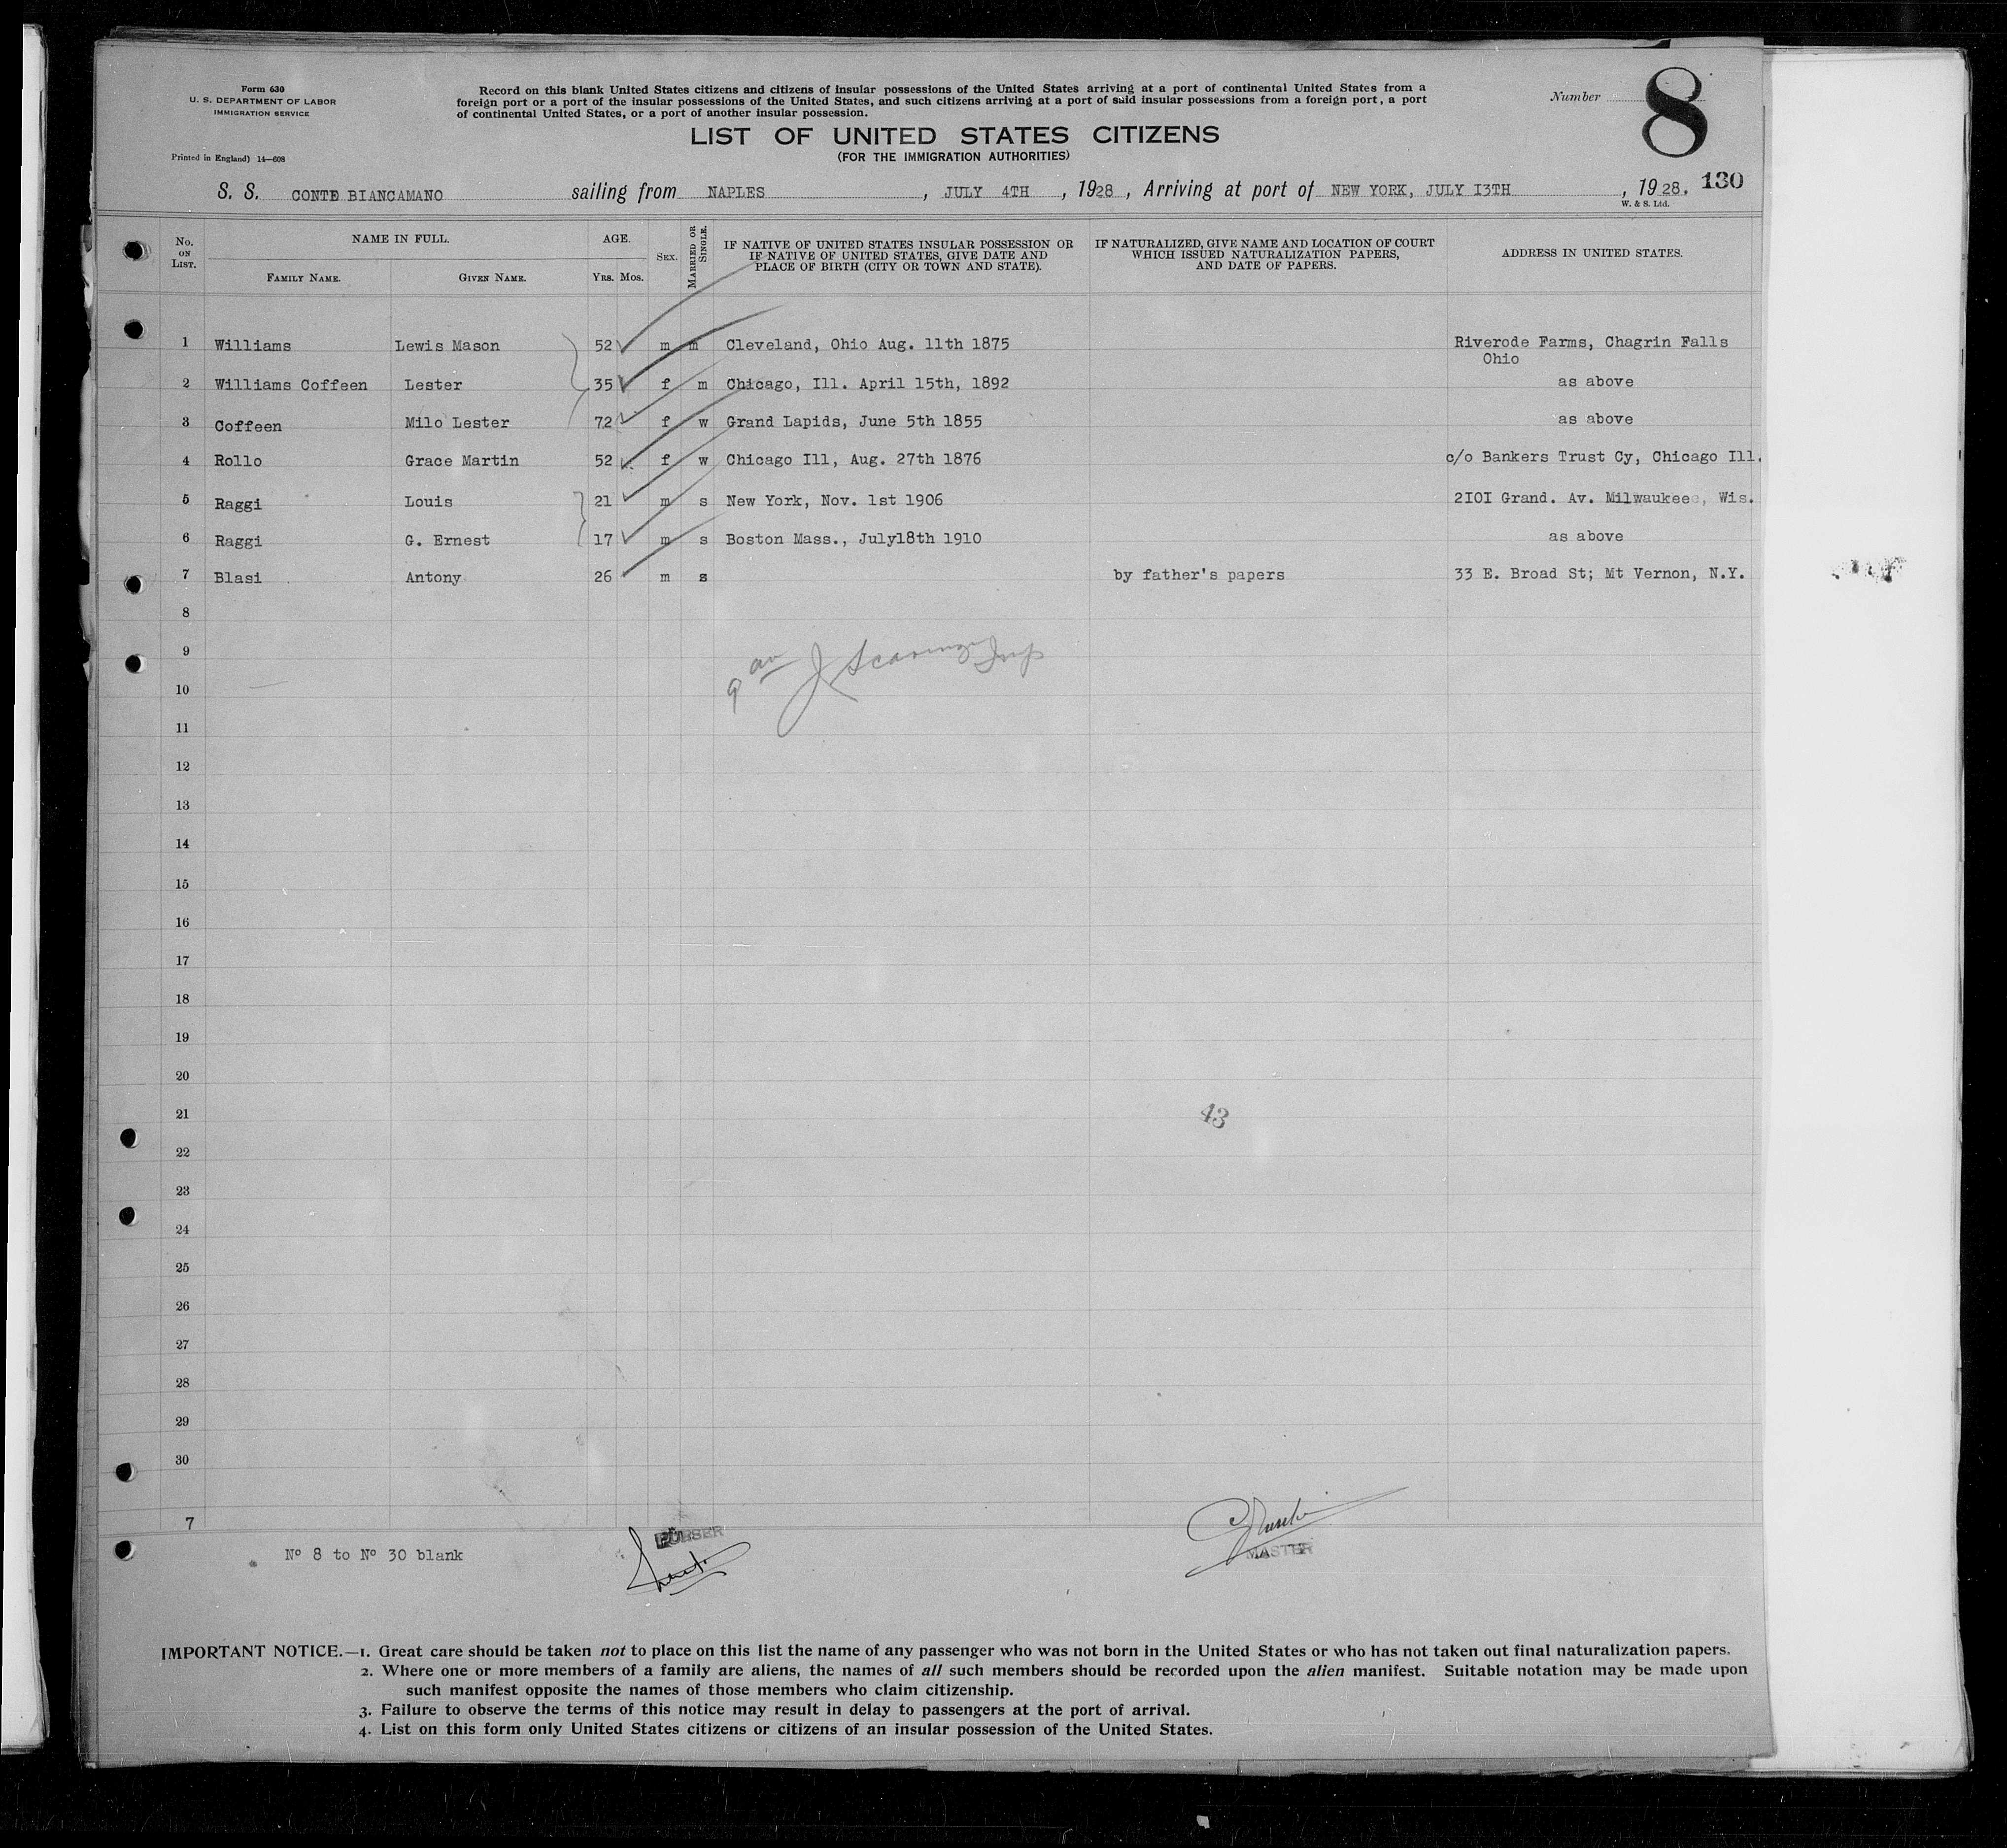 Form 630
U. S. DEPARTMENT OF LABOR
IMMIGRATION SERVICE
Printed in England) 14—608
Record on this blank United States citizens and citizens of insular possessions of the United States arriving at a port of continental United States from a
foreign port or a port of the insular possessions of the United States, and such citizens arriving at a port of said insular possessions from a foreign port, a port
of continental United States, or a port of another insular possession.
Number 8
LIST OF UNITED STATES CITIZENS
(FOR THE IMMIGRATION AUTHORITIES)
S. S. CONTE BIANCAMANO sailing from NAPLES, JULY 4TH, 1928, Arriving at port of NEW YORK, JULY I3TH, 1928. 130
W. & S. Ltd.
No. ON LIST. NAME IN FULL. FAMILY NAME. GIVEN NAME. AGE. YRS. MOS. SEX. MARRIED OR SINGLE.
IF NATIVE OF UNITED STATES INSULAR POSSESSION OR
IF NATIVE OF UNITED STATES, GIVE DATE AND
PLACE OF BIRTH (CITY OR TOWN AND STATE).
IF NATURALIZED, GIVE NAME AND LOCATION OF COURT
WHICH ISSUED NATURALIZATION PAPERS,
AND DATE OF PAPERS.
ADDRESS IN UNITED STATES.
1 Williams Lewis Mason 52 m m Cleveland, Ohio Aug. 11th 1875 Riverode Farms, Chagrin Falls
Ohio
2 Williams Coffeen Lester 35 f m Chicago, Ill. April 15th, 1892 as above
3 Coffeen Milo Lester 72 f w Grand Lapids, June 5th 1855 as above
4 Rollo Grace Martin 52 f w Chicago Ill, Aug. 27th 1876 c/o Bankers Trust Cy, Chicago Ill.
5 Raggi Louis 21 m s New York, Nov. 1st 1906 2IOI Grand. Av. Milwaukeee, Wis.
6 Raggi G. Ernest 17 m s Boston Mass., July18th 1910 as above
7 Blasi Antony 26 m s by father's papers 33 E. Broad St; Mt Vernon, N.Y.
8
9
10
11
12
13
14
15
16
17
18
19
20
21
43
22
23
24
25
26
27
28
29
30
7
Nº 8 to Nº 30 blank
PURSER
MASTER
IMPORTANT NOTICE.—1. Great care should be taken not to place on this list the name of any passenger who was not born in the United States or who has not taken out final naturalization papers.
2. Where one or more members of a family are aliens, the names of all such members should be recorded upon the alien manifest. Suitable notation may be made upon
such manifest opposite the names of those members who claim citizenship.
3. Failure to observe the terms of this notice may result in delay to passengers at the port of arrival.
4. List on this form only United States citizens or citizens of an insular possession of the United States.